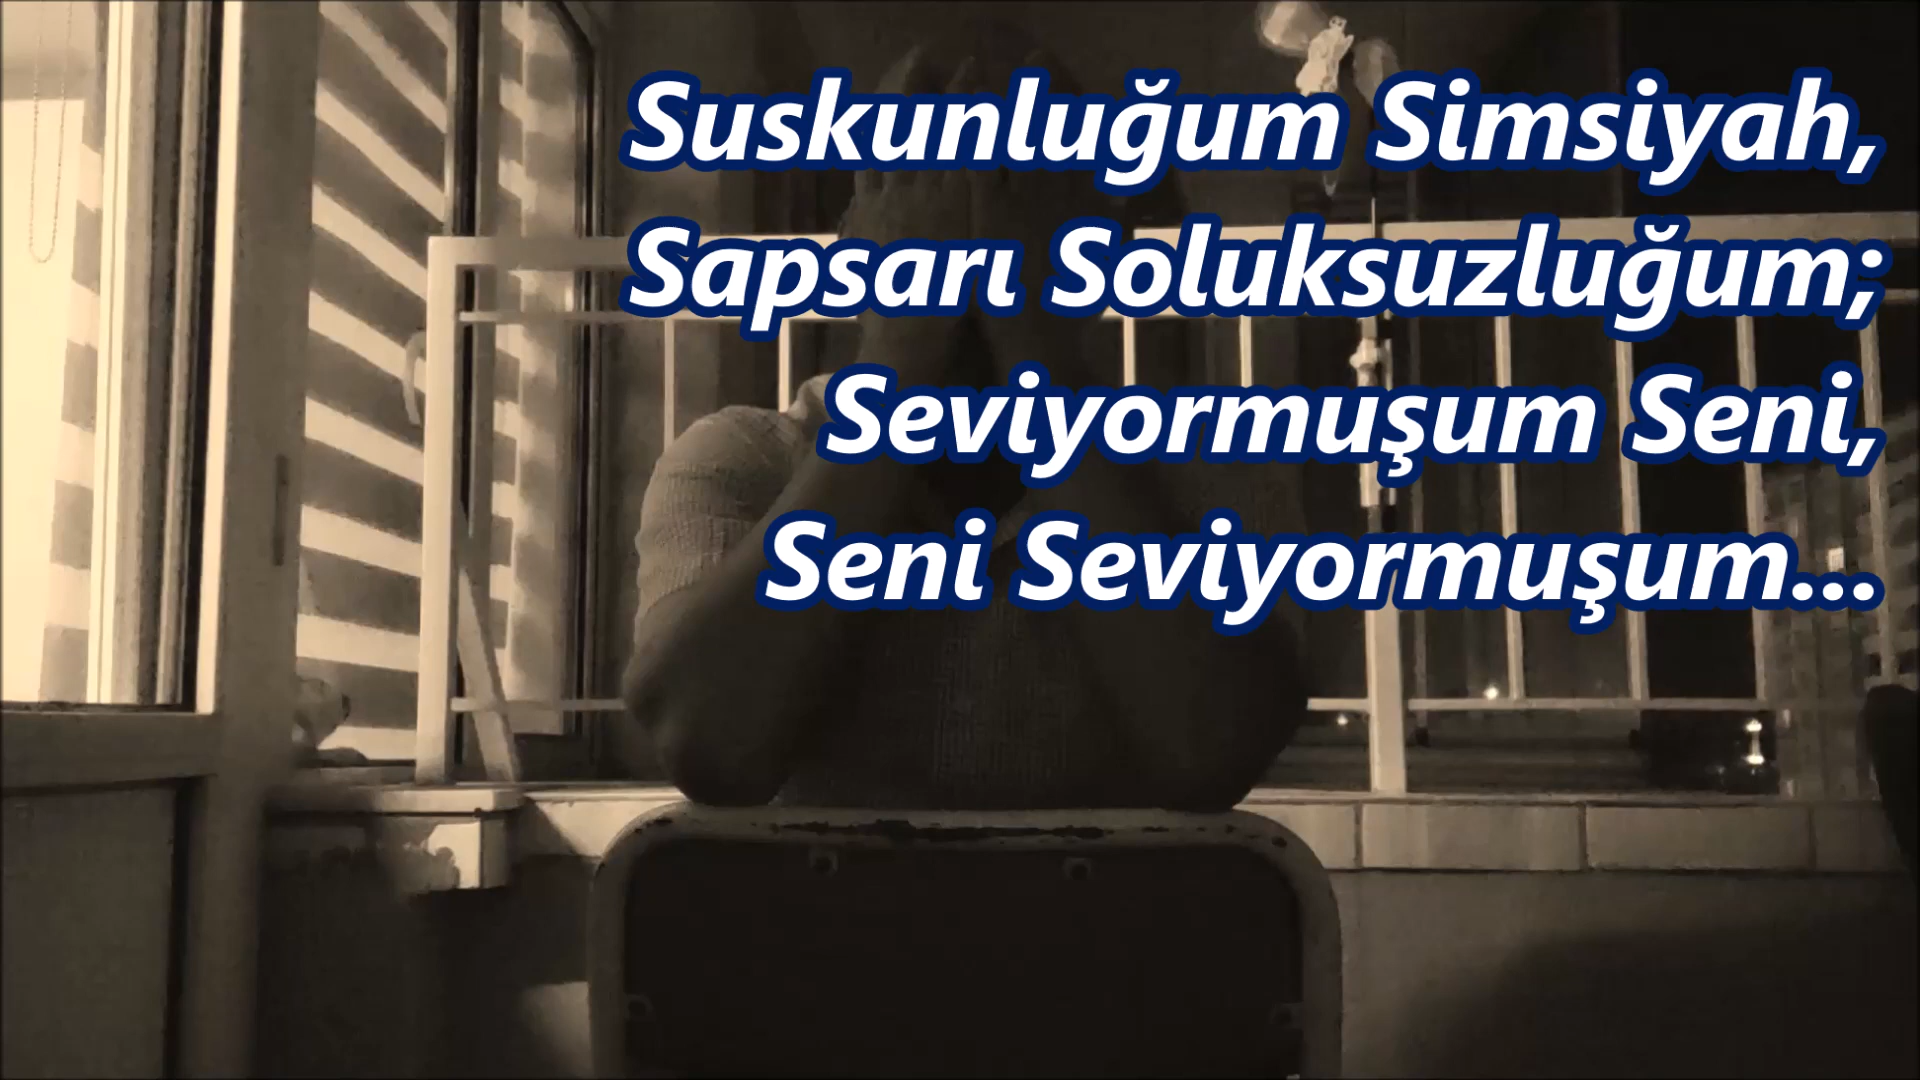 Suskunluğum Simsiyah,
Sapsarı Soluksuzluğum;
Seviyormuşum Seni,
Seni Seviyormuşum...